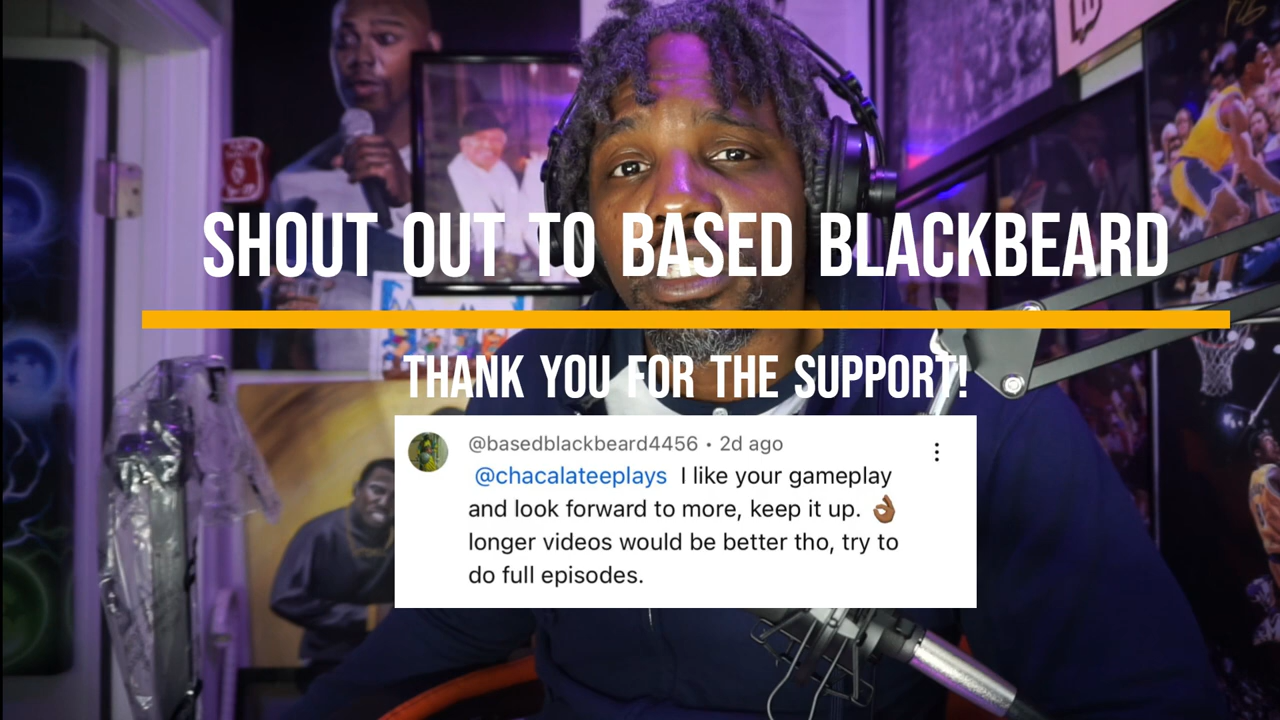 SHOUT OUT TO BASED BLACKBEARD
THANK YOU FOR THE SUPPORT!
@basedblackbeard4456 • 2d ago
@chacalateeplays I like your gameplay
and look forward to more, keep it up. 👌🏾
longer videos would be better tho, try to
do full episodes.